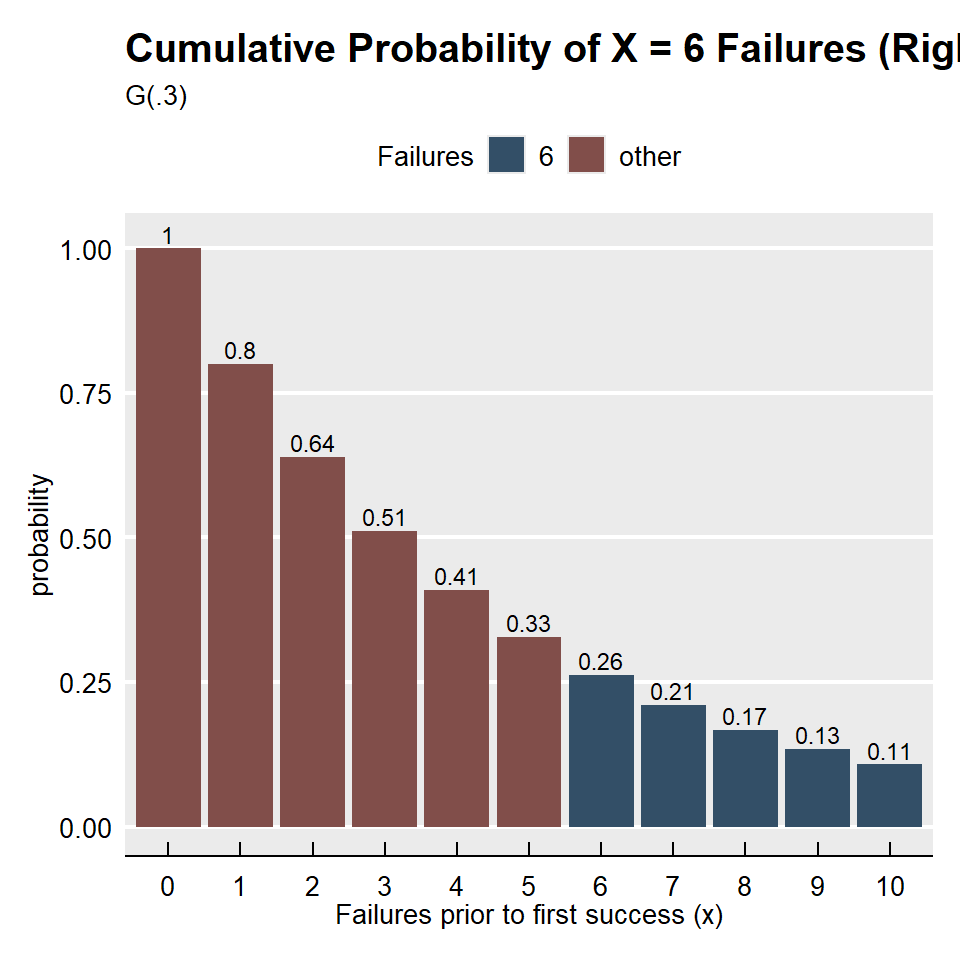 Cumulative Probability of X = 6 Failures (Righ
G(.3)
Failures 6 other
1
1.00
0.8
0.75
0.64
0.51
0.50
0.41
0.33
0.26
0.25
0.21
0.17
0.13
0.11
0.00
probability
0 1 2 3 4 5 6 7 8 9 10
Failures prior to first success (x)